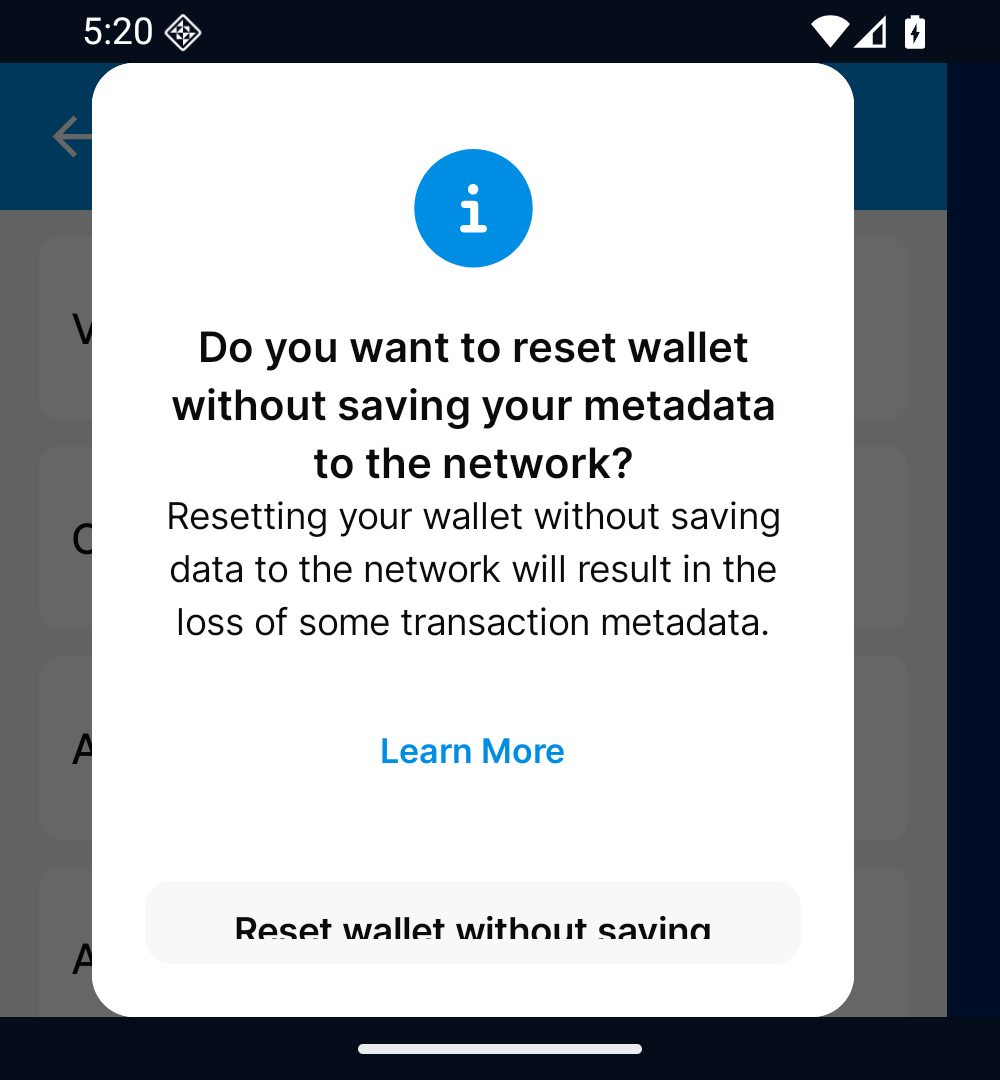 5:20
Do you want to reset wallet
without saving your metadata
to the network?
Resetting your wallet without saving
data to the network will result in the
loss of some transaction metadata.
Learn More
Reset wallet without saving